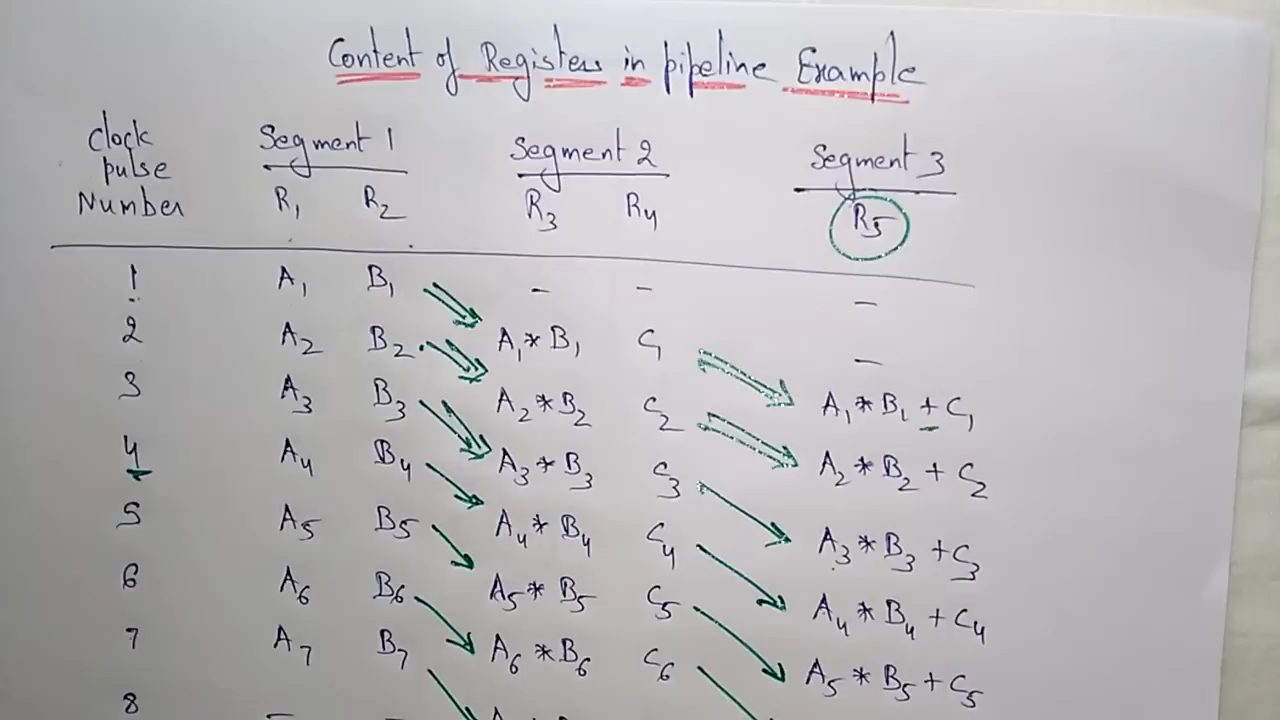 Content of Registers in pipeline Example
Clock pulse Number Segment 1 Segment 2 Segment 3
R1 R2 R3 R4 R5
1 A1 B1 - - -
2 A2 B2 A1 * B1 C1 -
3 A3 B3 A2 * B2 C2 A1 * B1 + C1
4 A4 B4 A3 * B3 C3 A2 * B2 + C2
5 A5 B5 A4 * B4 C4 A3 * B3 + C3
6 A6 B6 A5 * B5 C5 A4 * B4 + C4
7 A7 B7 A6 * B6 C6 A5 * B5 + C5
8 - -